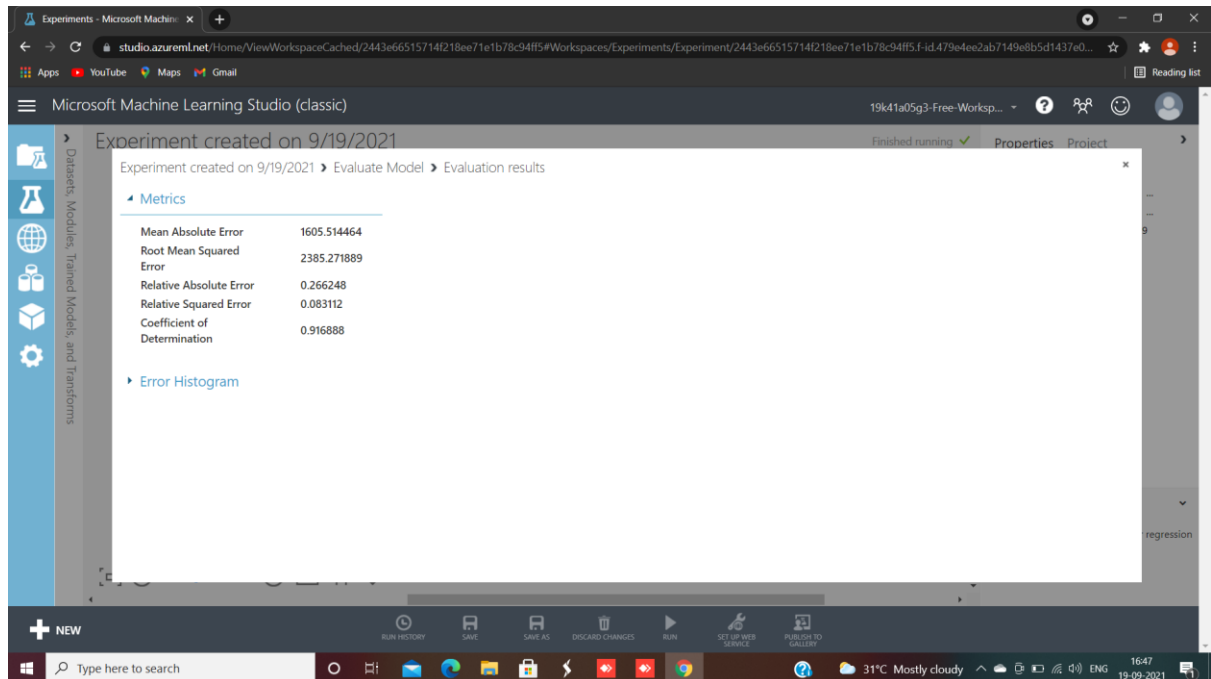 Experiments - Microsoft Machine
studio.azureml.net/Home/ViewWorkspaceCached/2443e66515714f218ee71e1b78c94ff5#Workspaces/Experiments/Experiment/2443e66515714f218ee71e1b78c94ff5.f-id.479e4ee2ab7149e8b5d1437e0...
Apps YouTube Maps Gmail Reading list
Microsoft Machine Learning Studio (classic) 19k41a05g3-Free-Worksp... ?
Experiment created on 9/19/2021 Finished running ✓ Properties Project
Datasets, Modules, Trained Models, and Transforms
Experiment created on 9/19/2021 › Evaluate Model › Evaluation results ×
Metrics
Mean Absolute Error 1605.514464
Root Mean Squared
Error 2385.271889
Relative Absolute Error 0.266248
Relative Squared Error 0.083112
Coefficient of
Determination 0.916888
Error Histogram
9
regression
NEW RUN HISTORY SAVE SAVE AS DISCARD CHANGES RUN SET UP WEB SERVICE PUBLISH TO GALLERY
Type here to search 31°C Mostly cloudy ENG 16:47
19-09-2021